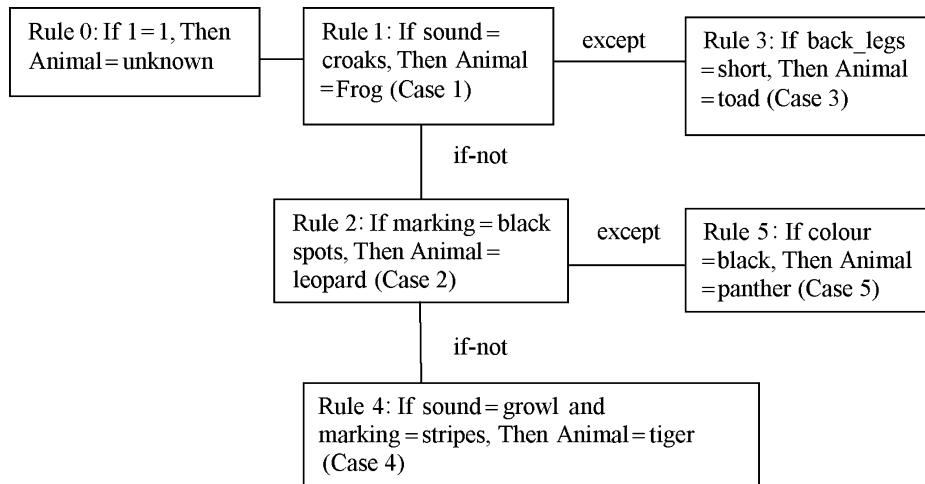 Rule 0: If 1=1, Then
Animal=unknown
Rule 1: If sound=
croaks, Then Animal
=Frog (Case 1)
except
Rule 3: If back_legs
=short, Then Animal
=toad (Case 3)
if-not
Rule 2: If marking=black
spots, Then Animal=
leopard (Case 2)
except
Rule 5: If colour
=black, Then Animal
=panther (Case 5)
if-not
Rule 4: If sound=growl and
marking=stripes, Then Animal=tiger
(Case 4)